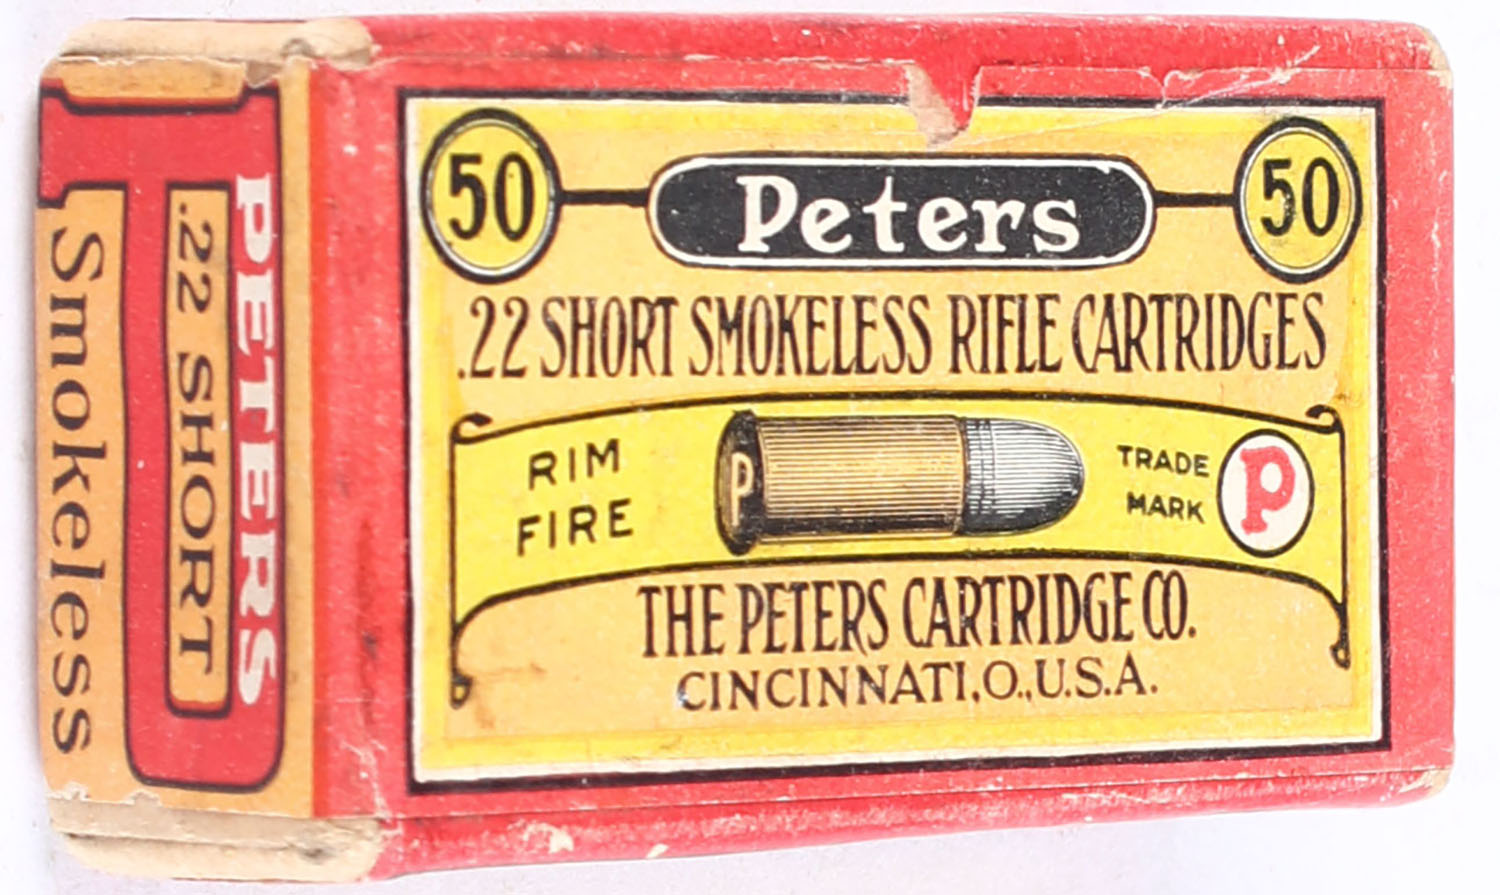 50 Peters 50
.22 SHORT SMOKELESS RIFLE CARTRIDGES
RIM
FIRE
P
TRADE
MARK
P
THE PETERS CARTRIDGE CO.
CINCINNATI, O., U.S.A.
PETERS
.22 SHORT
Smokeless